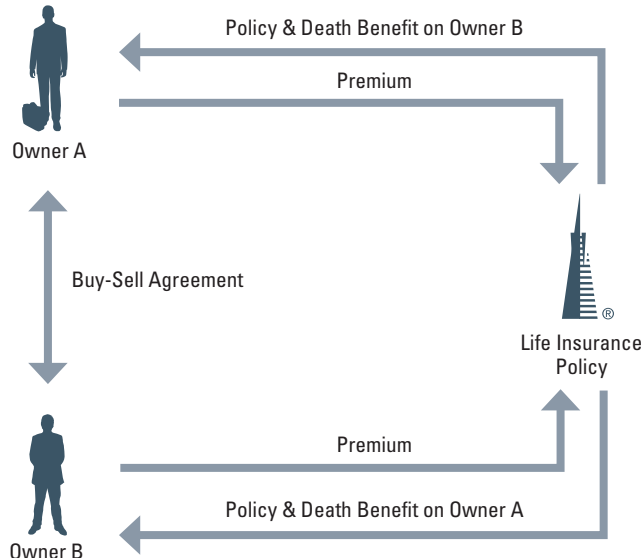 Policy & Death Benefit on Owner B
Premium
Owner A
Buy-Sell Agreement
®
Life Insurance
Policy
Premium
Policy & Death Benefit on Owner A
Owner B